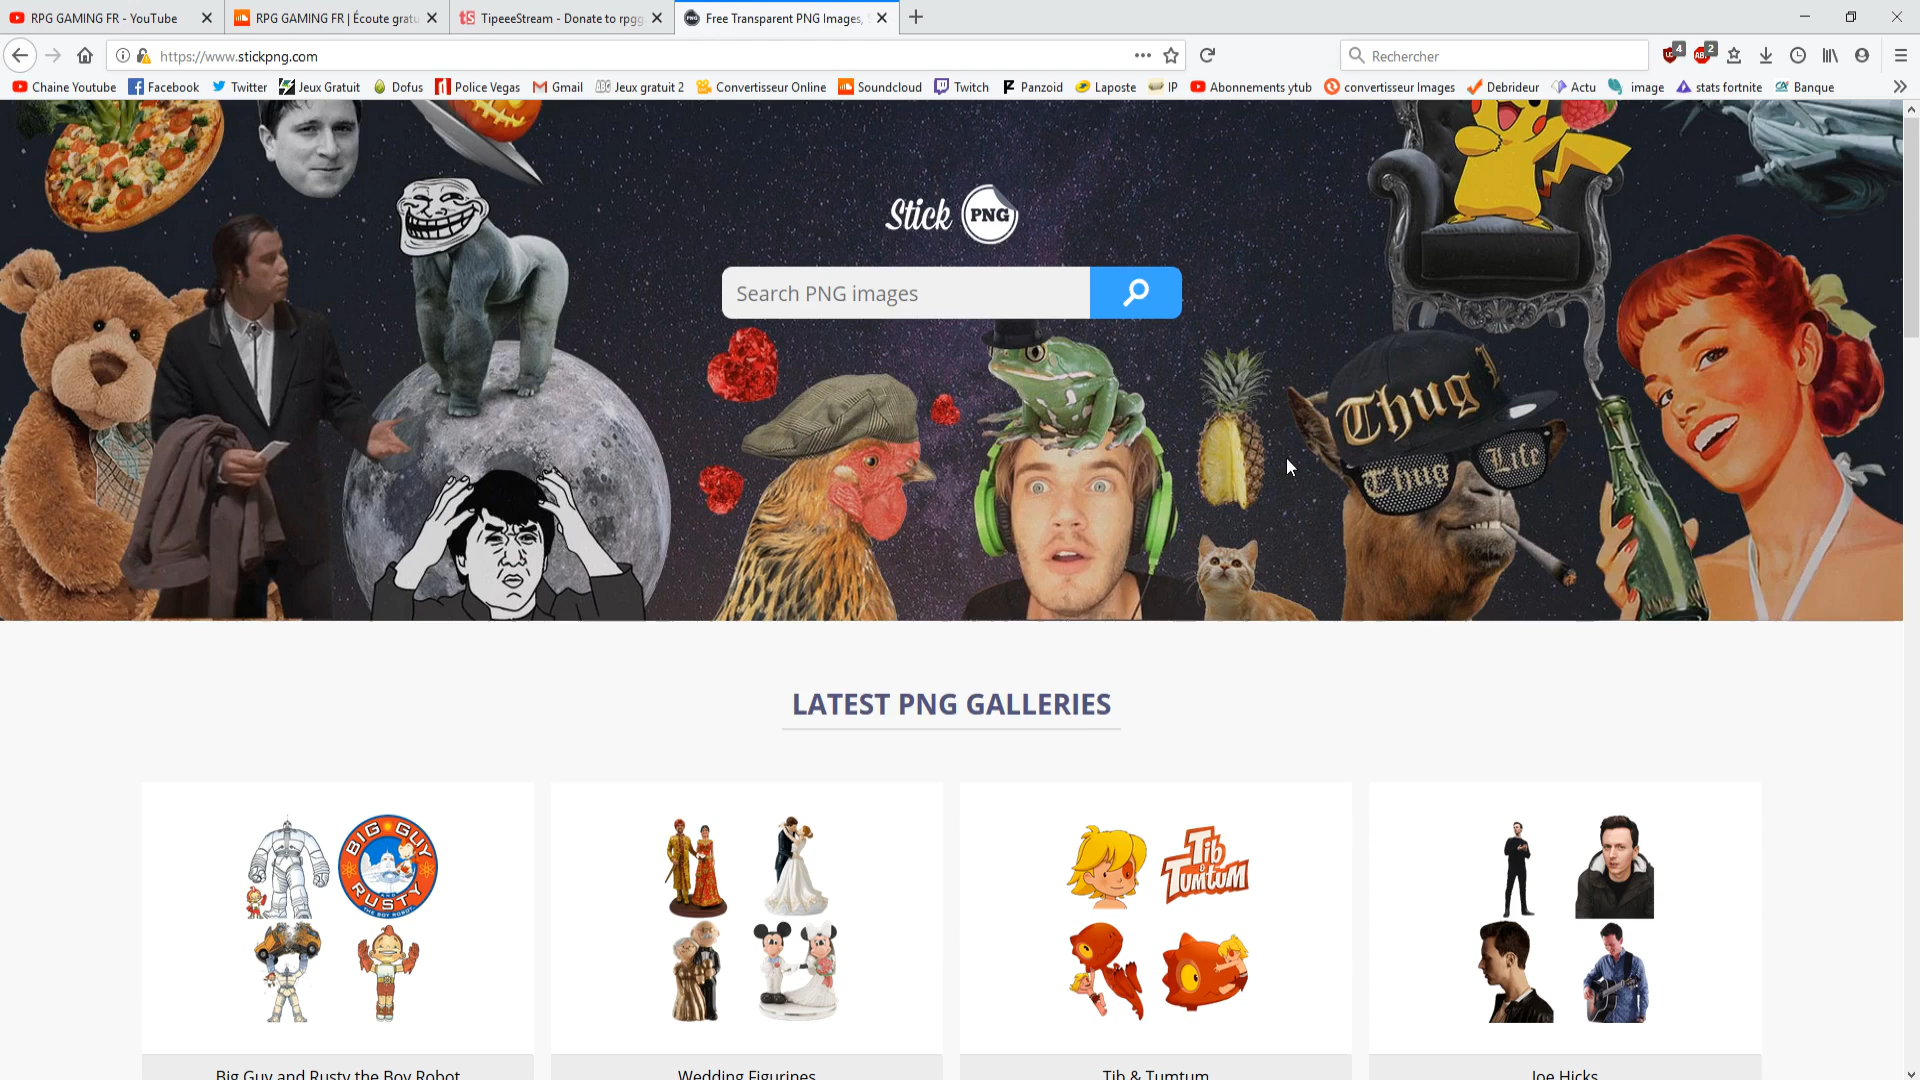 RPG GAMING FR - YouTube
RPG GAMING FR | Écoute gratu
TipeeeStream - Donate to rpgg
Free Transparent PNG Images,
https://www.stickpng.com
Rechercher
4
2
Chaine Youtube
Facebook
Twitter
Jeux Gratuit
Dofus
Police Vegas
Gmail
Jeux gratuit 2
Convertisseur Online
Soundcloud
Twitch
Panzoid
Laposte
IP
Abonnements ytub
convertisseur Images
Debrideur
Actu
image
stats fortnite
Banque
Stick PNG
Search PNG images
Thug l
Thug Life
LATEST PNG GALLERIES
BIG GUY
AND
RUSTY
THE BOY ROBOT
Tib
&
Tumtum
Big Guy and Rusty the Boy Robot
Wedding Figurines
Tib & Tumtum
Joe Hicks